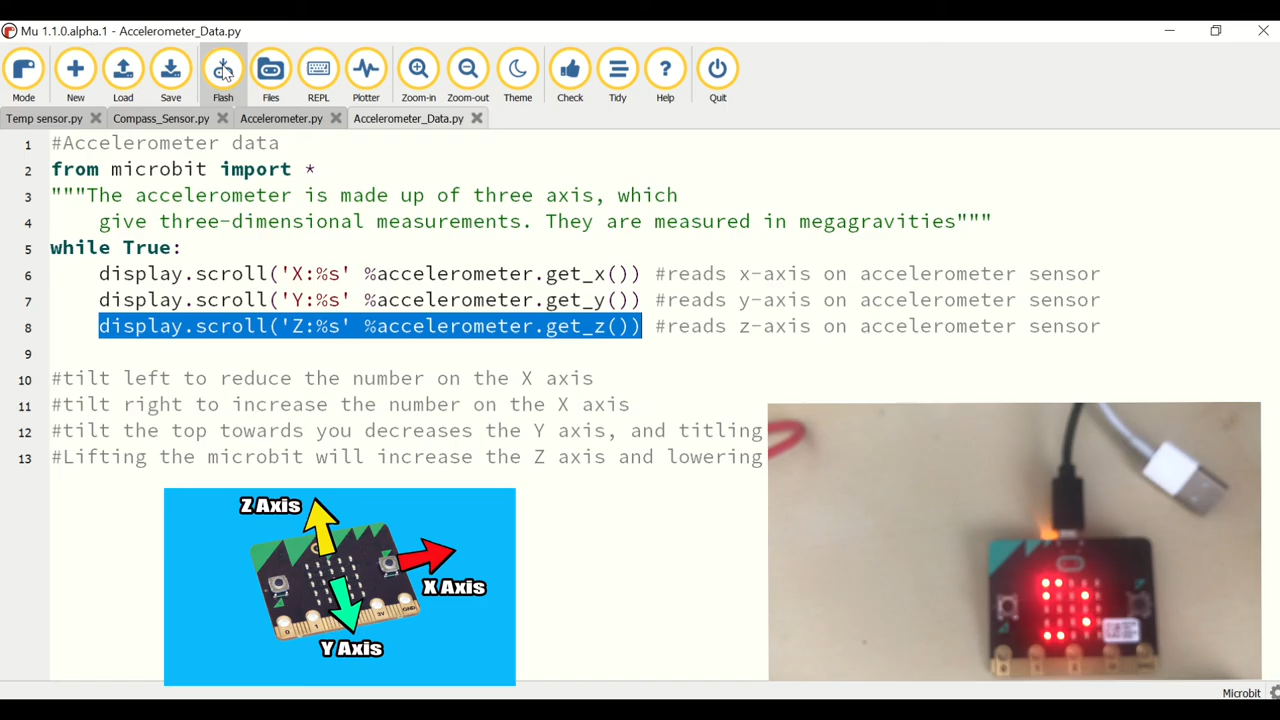 Mu 1.1.0.alpha.1 - Accelerometer_Data.py
Mode New Load Save Flash Files REPL Plotter Zoom-in Zoom-out Theme Check Tidy Help Quit
Temp sensor.py Compass_Sensor.py Accelerometer.py Accelerometer_Data.py
1 #Accelerometer data
2 from microbit import *
3 """The accelerometer is made up of three axis, which
4 give three-dimensional measurements. They are measured in megagravities"""
5 while True:
6 display.scroll('X:%s' %accelerometer.get_x()) #reads x-axis on accelerometer sensor
7 display.scroll('Y:%s' %accelerometer.get_y()) #reads y-axis on accelerometer sensor
8 display.scroll('Z:%s' %accelerometer.get_z()) #reads z-axis on accelerometer sensor
9
10 #tilt left to reduce the number on the X axis
11 #tilt right to increase the number on the X axis
12 #tilt the top towards you decreases the Y axis, and titling
13 #Lifting the microbit will increase the Z axis and lowering
Z Axis
X Axis
Y Axis
0 1 3V GND
Microbit